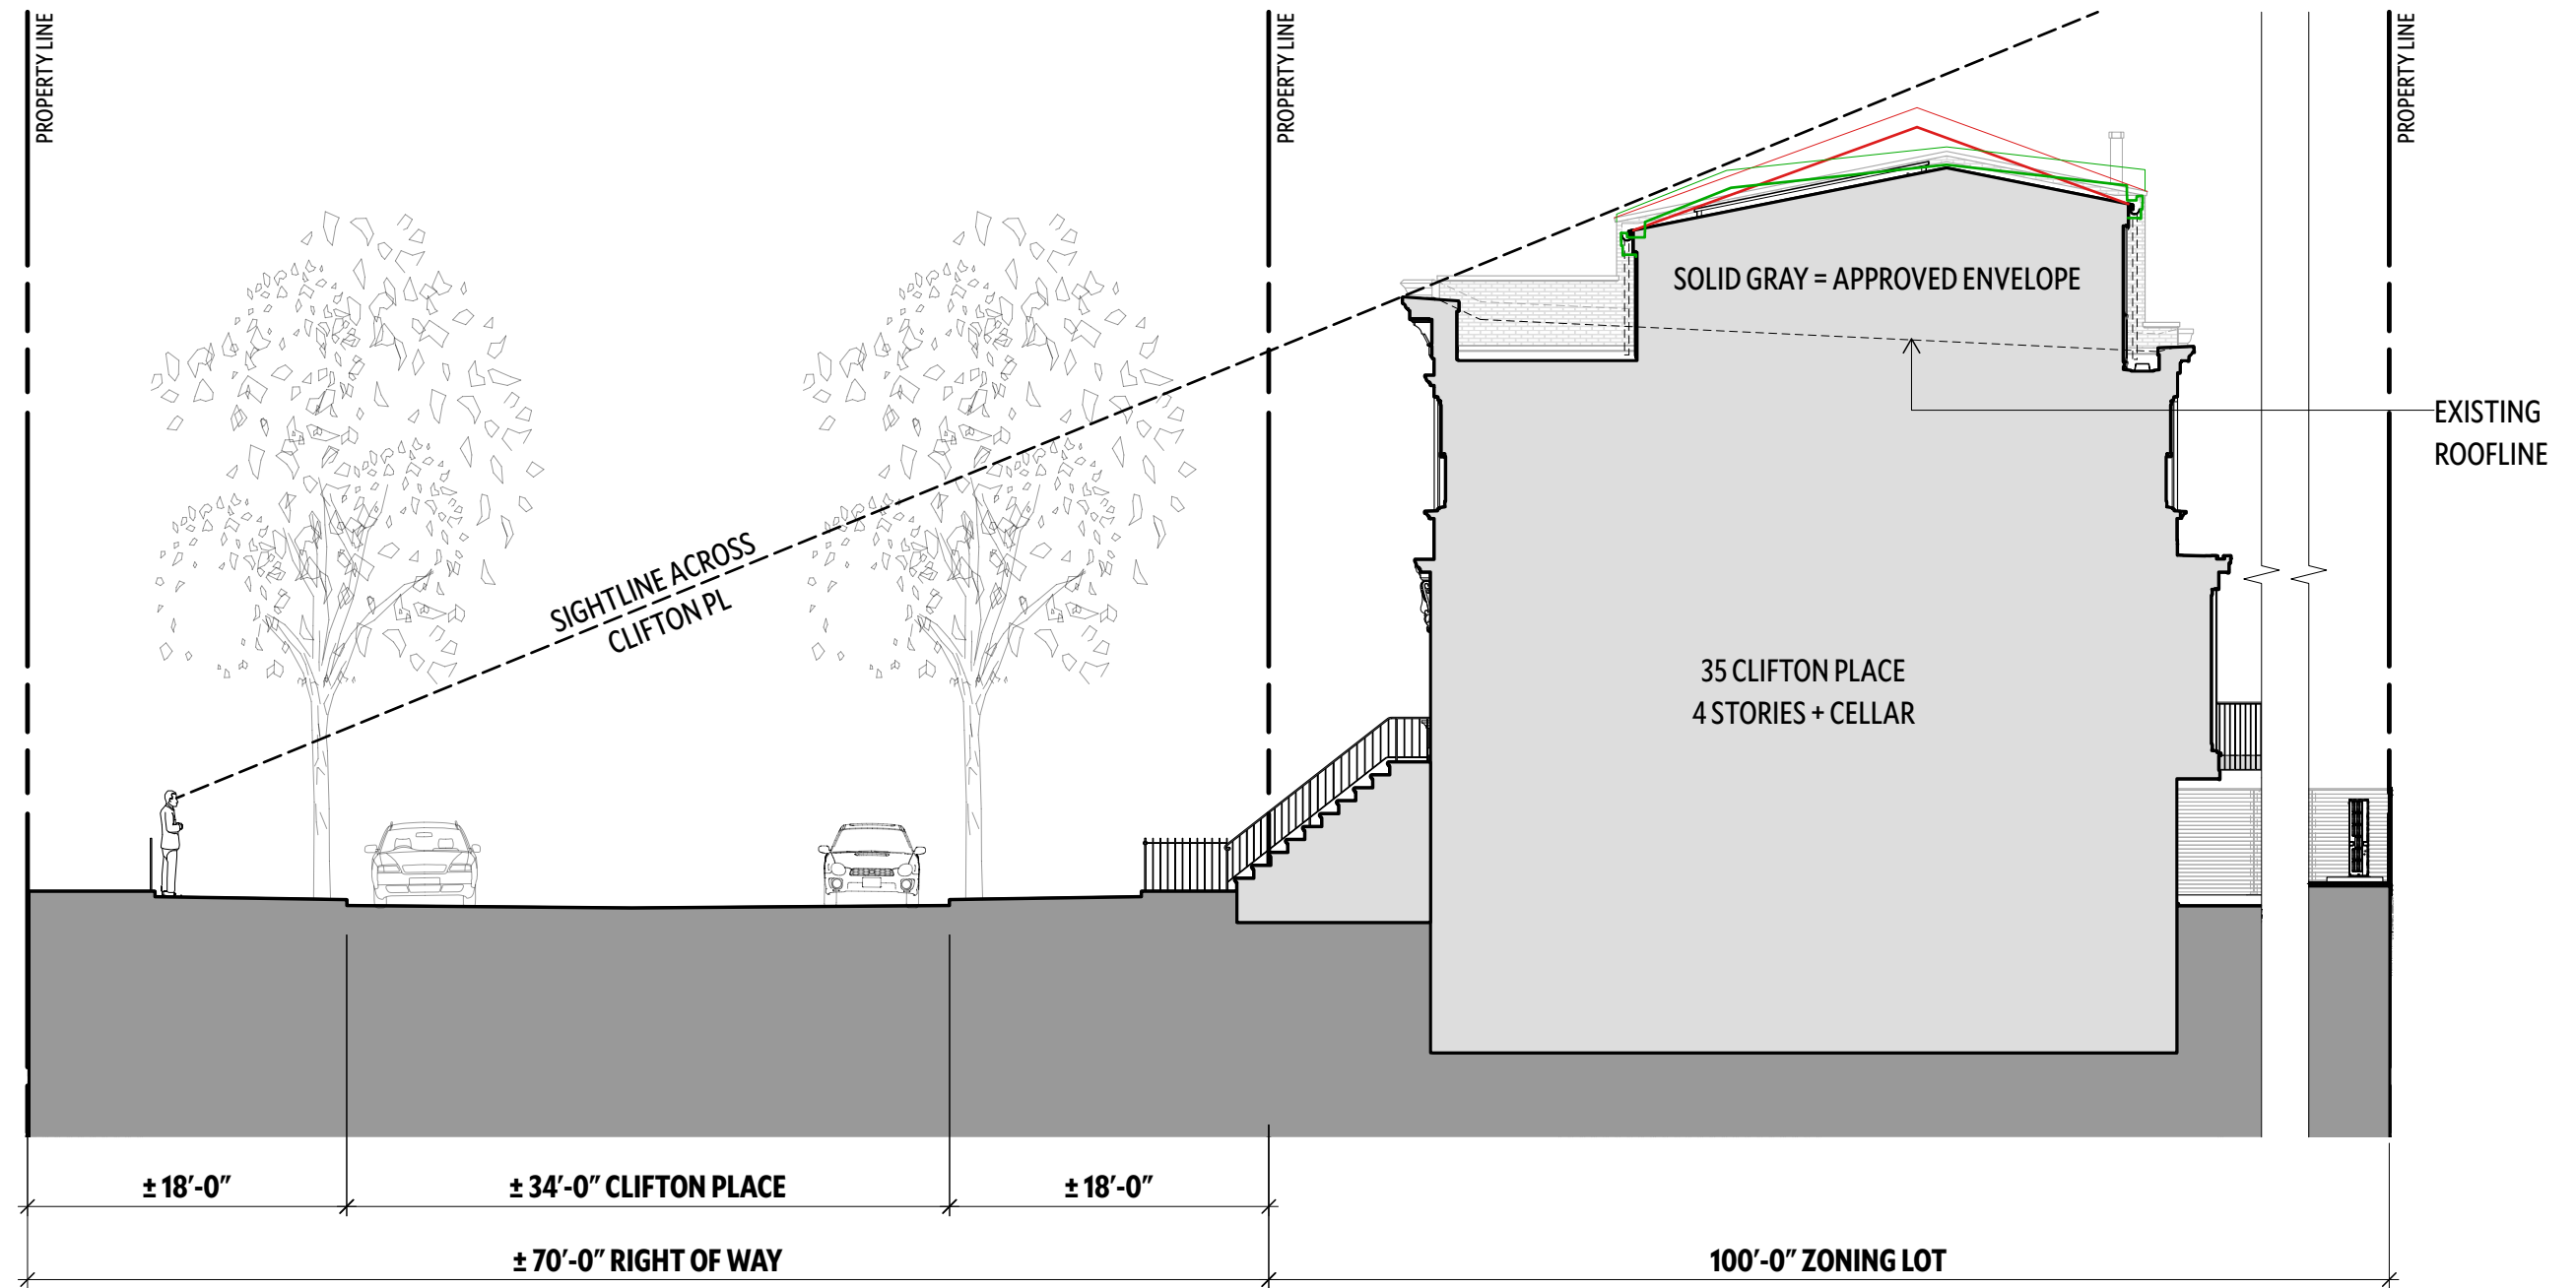 PROPERTY LINE
PROPERTY LINE
PROPERTY LINE
SOLID GRAY = APPROVED ENVELOPE
EXISTING
ROOFLINE
SIGHTLINE ACROSS
CLIFTON PL
35 CLIFTON PLACE
4 STORIES + CELLAR
± 18'-0"
± 34'-0" CLIFTON PLACE
± 18'-0"
± 70'-0" RIGHT OF WAY
100'-0" ZONING LOT